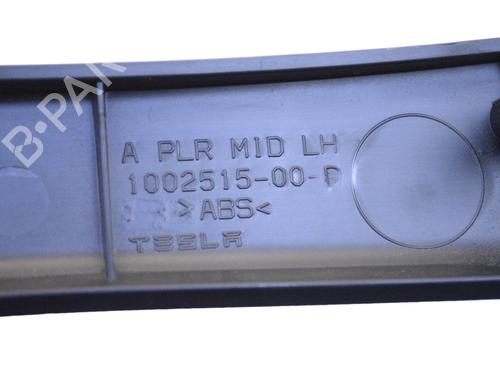 A PLR MID LH
1002515-00-
>ABS<
TESLA
B-PAR